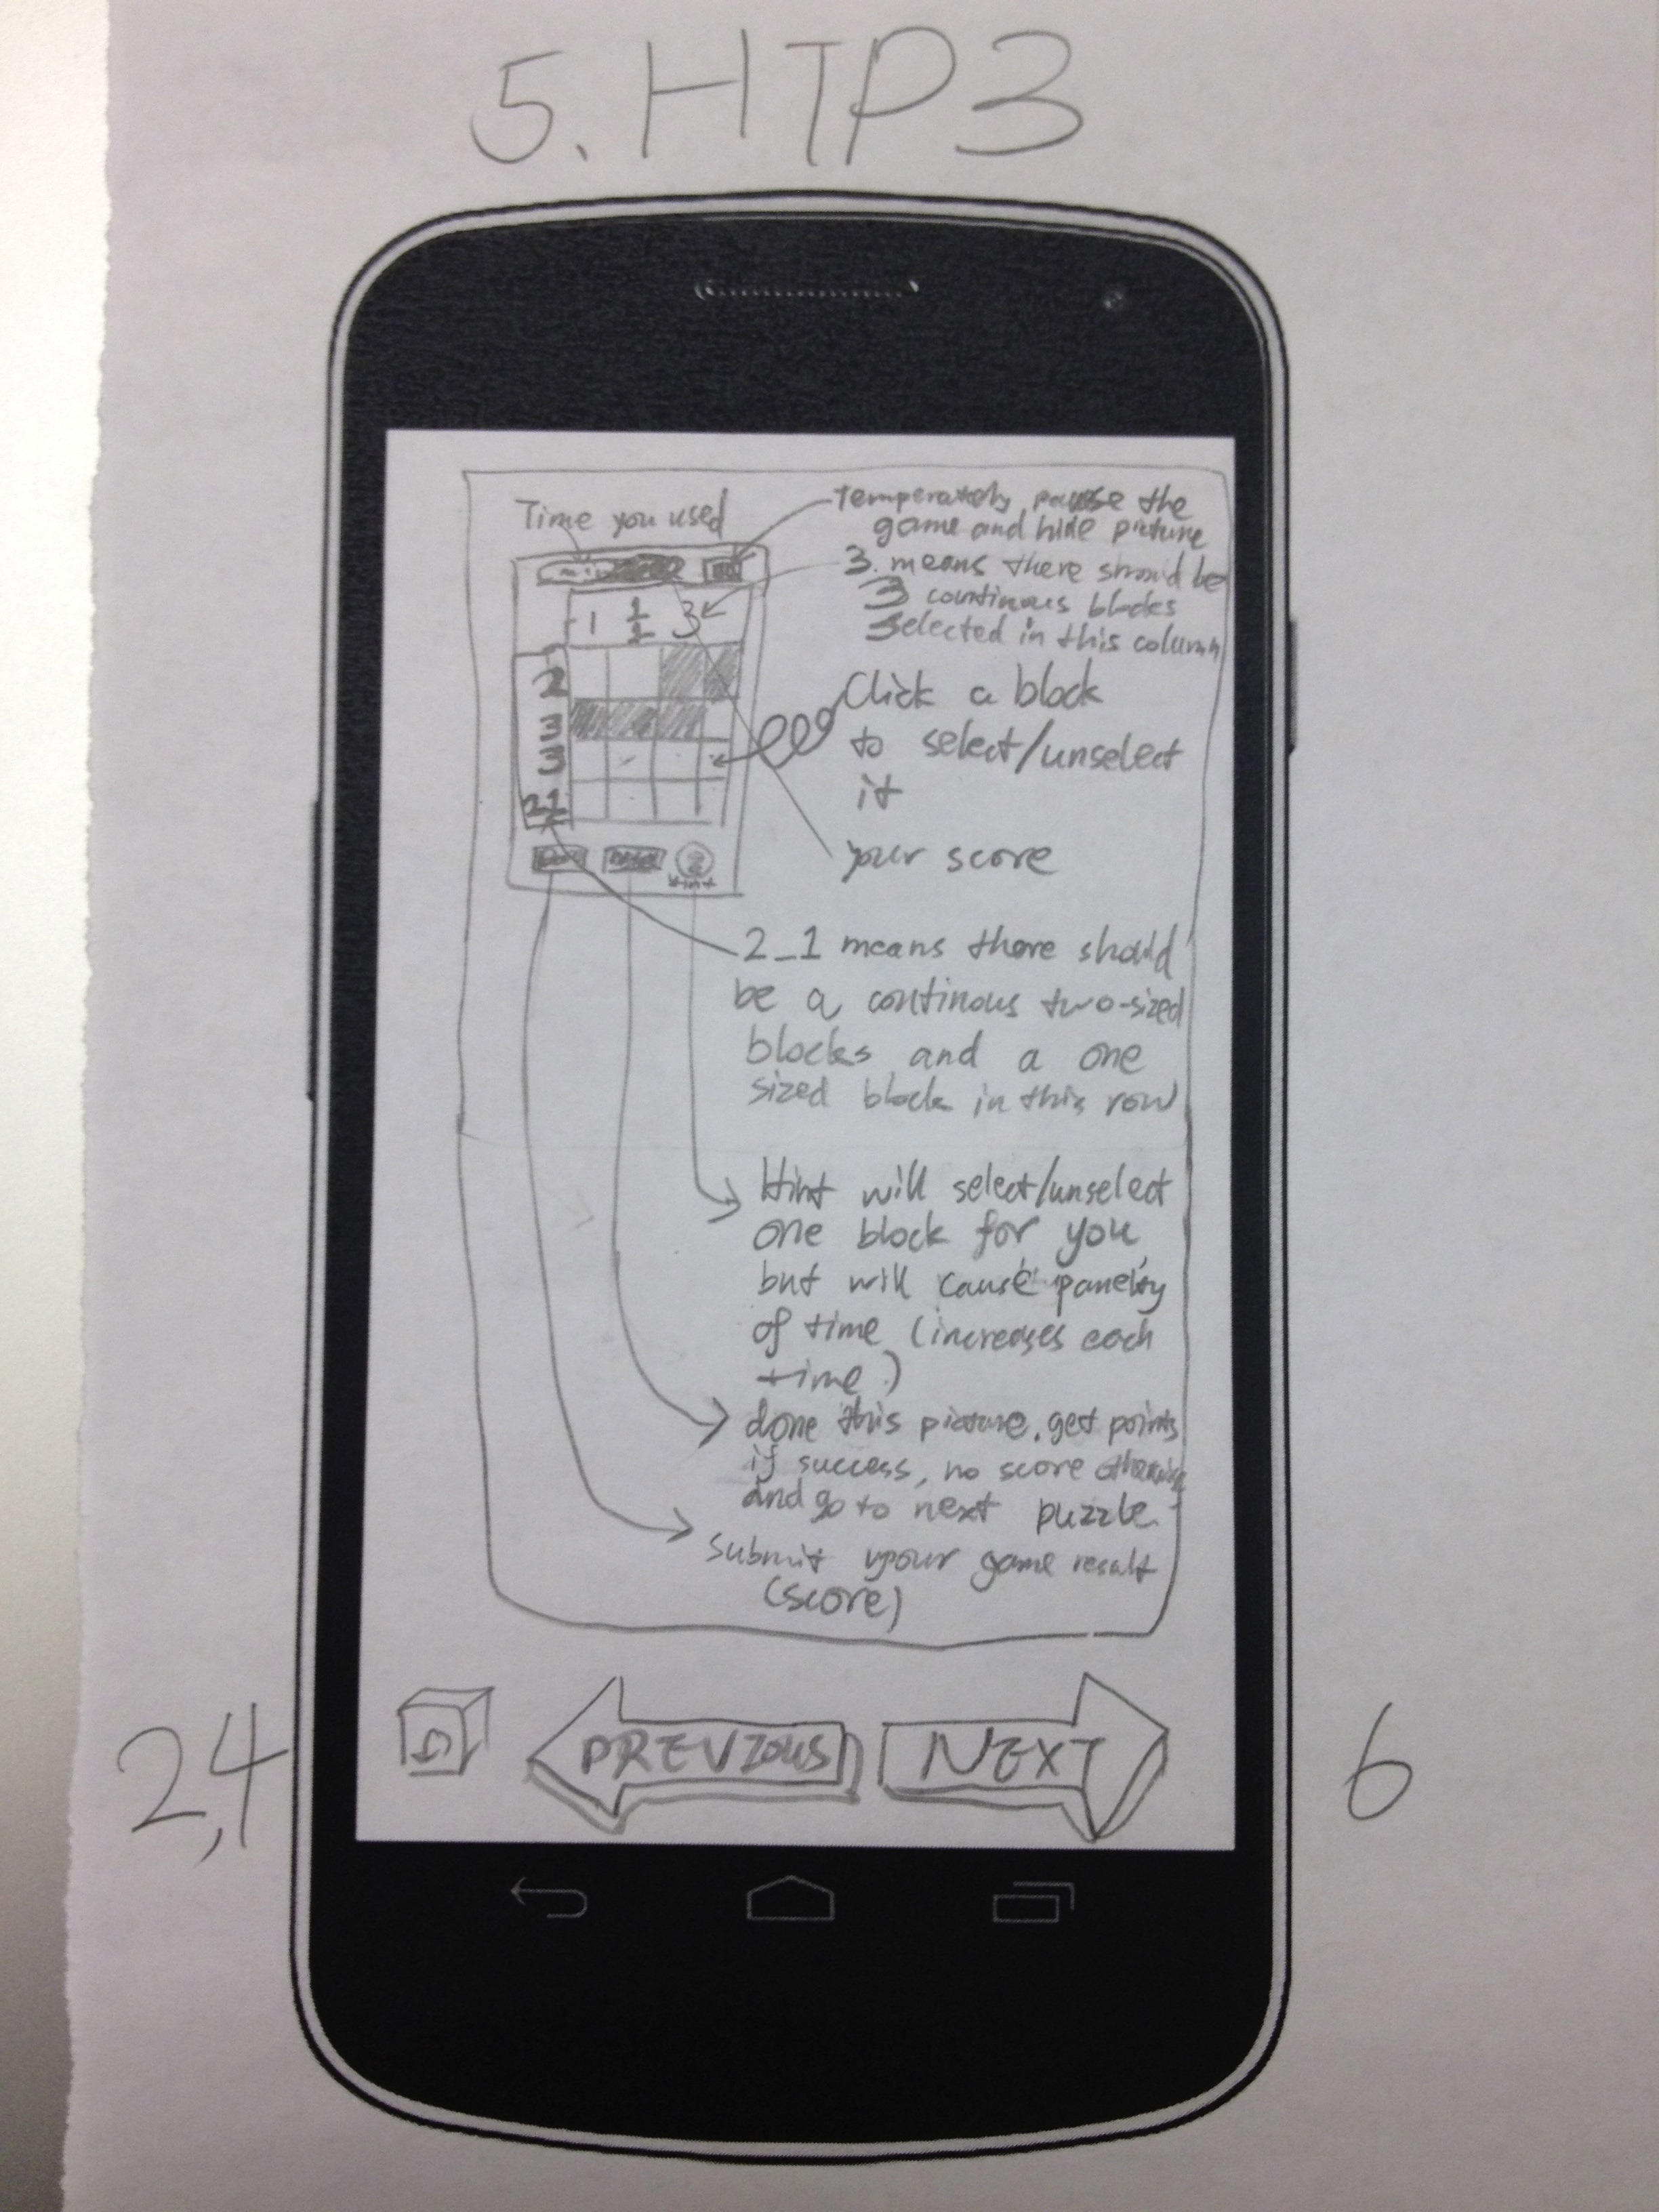 5. HTP3
Time you used
Temperately pause the
game and hide picture
3. means there should be
3 continous blocks
selected in this column
1 1 3
1
2
3
3
2 1
Click a block
to select/unselect
it
your score
2_1 means there should
be a continous two-sized
blocks and a one
sized block in this row
Hint will select/unselect
one block for you,
but will cause panelty
of time (increases each
time)
done this picture. get points
if success, no score otherwise
and go to next puzzle.
submit your game result
(score)
PREVIOUS
NEXT
2,4
6